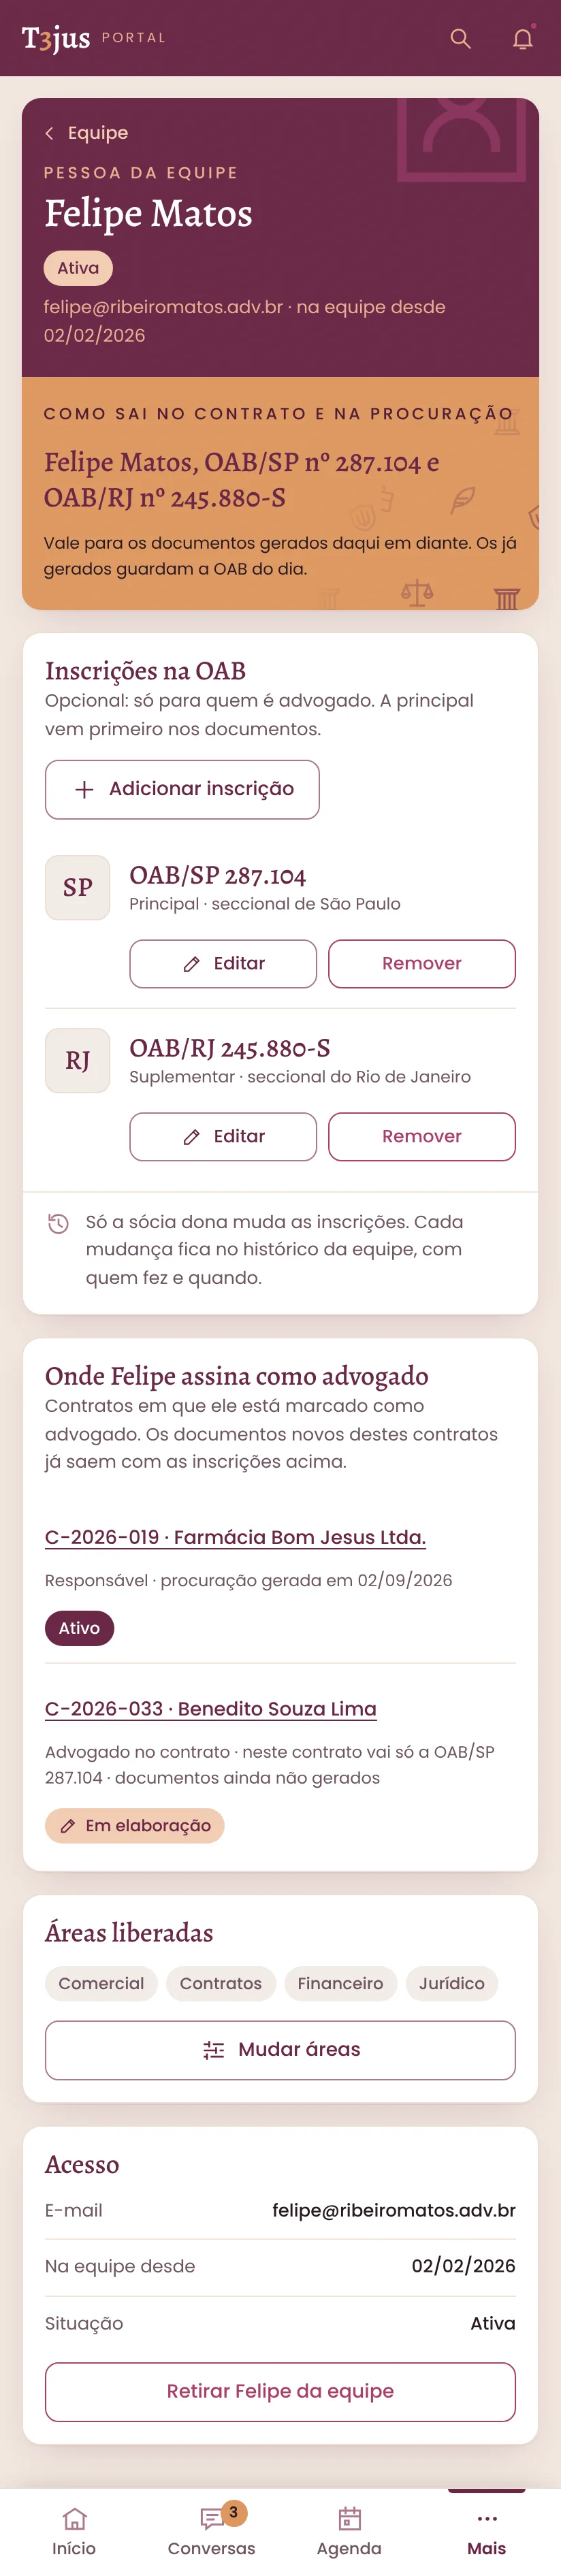 T3jus PORTAL
Equipe
PESSOA DA EQUIPE
Felipe Matos
Ativa
felipe@ribeiromatos.adv.br · na equipe desde
02/02/2026
COMO SAI NO CONTRATO E NA PROCURAÇÃO
Felipe Matos, OAB/SP nº 287.104 e
OAB/RJ nº 245.880-S
Vale para os documentos gerados daqui em diante. Os já
gerados guardam a OAB do dia.
Inscrições na OAB
Opcional: só para quem é advogado. A principal
vem primeiro nos documentos.
Adicionar inscrição
SP
OAB/SP 287.104
Principal · seccional de São Paulo
Editar
Remover
RJ
OAB/RJ 245.880-S
Suplementar · seccional do Rio de Janeiro
Editar
Remover
Só a sócia dona muda as inscrições. Cada
mudança fica no histórico da equipe, com
quem fez e quando.
Onde Felipe assina como advogado
Contratos em que ele está marcado como
advogado. Os documentos novos destes contratos
já saem com as inscrições acima.
C-2026-019 · Farmácia Bom Jesus Ltda.
Responsável · procuração gerada em 02/09/2026
Ativo
C-2026-033 · Benedito Souza Lima
Advogado no contrato · neste contrato vai só a OAB/SP
287.104 · documentos ainda não gerados
Em elaboração
Áreas liberadas
Comercial
Contratos
Financeiro
Jurídico
Mudar áreas
Acesso
E-mail
felipe@ribeiromatos.adv.br
Na equipe desde
02/02/2026
Situação
Ativa
Retirar Felipe da equipe
3
Início
Conversas
Agenda
Mais